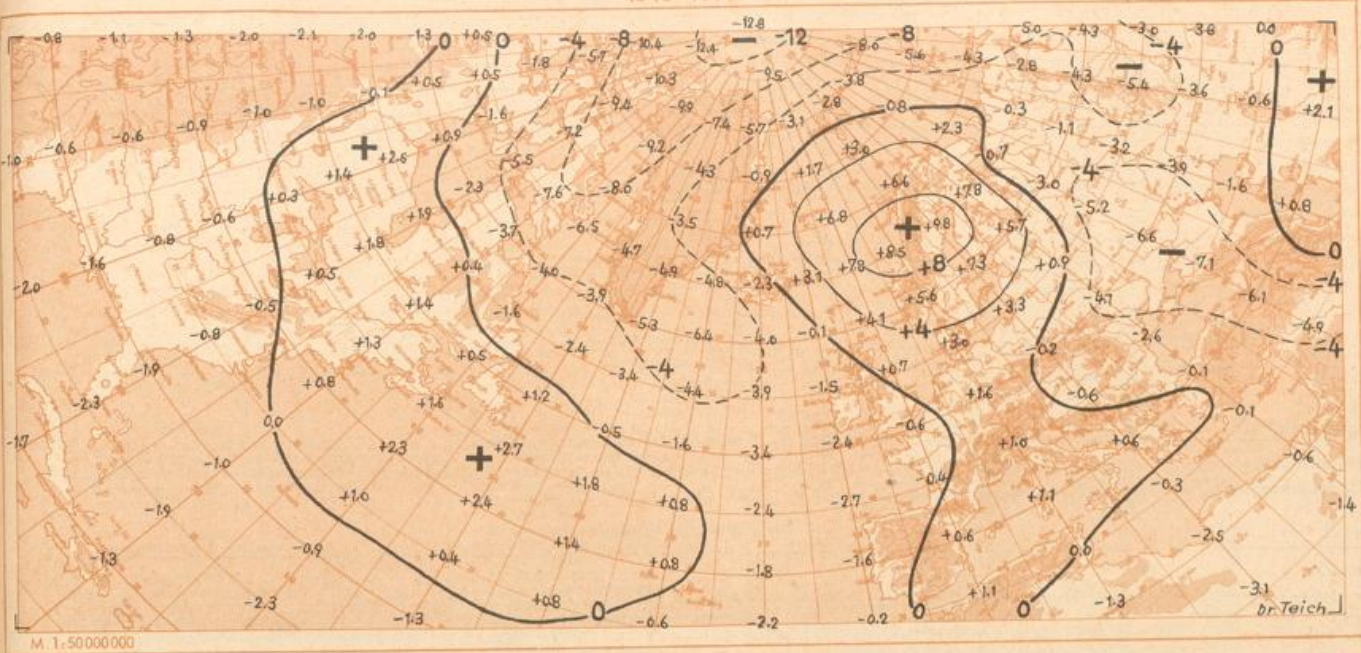 -0.8 -1.1 -1.3 -2.0 -2.1 -2.0 -1.3 0 +0.5 0 -4 -8 -10.4 -12.4 -12.8 − -12 -8.6 -8 -5.0 -4.3 -3.0 -4 -3.8 0.0 0
-1.8 -5.7 -5.6 -4.3 -2.8 -4.3 − -5.4 -3.6 +
-0.1 +0.5 +0.5 -10.3 9.5 -3.8 -0.6 +2.1
-1.0 -1.0 -1.6 -9.4 -9.9 -2.8 -0.8 0.3
-0.6 -0.6 -0.9 +0.9 -7.2 -7.4 -5.7 -3.1 +2.3 -1.1
-1.0 + +2.6 -5.5 -9.2 +3.0 -0.7 -3.2 -4 -3.9
+1.4 -2.3 -7.6 -8.6 -4.3 -0.9 +1.7 +6.6 +7.8 -3.0 -1.6
+0.3 -0.6 +1.9 -3.7 -6.5 -3.5 +0.7 +6.8 + +9.8 +5.7 -5.2 +0.8
-0.8 +1.8 -4.7 +8.5 -6.6 − -7.1 0
-1.6 +0.5 +0.4 -4.0 -4.9 -4.8 -2.3 +3.1 +7.8 +8 +7.3 +0.9 -4
-2.0 -0.5 +1.4 -1.6 -3.9 +5.6 +3.3 -4.7 -6.1
-0.8 -5.3 -6.4 -4.0 -0.1 +4.1 +4 +3.0 -2.6 -4.9
-1.9 +1.3 +0.5 -2.4 -0.2 -4
+0.8 -3.4 -4 -4.4 -3.9 -1.5 +0.7 +1.6 -0.6 -0.1
-2.3 +1.6 +1.2 -0.1
-1.7 0.0 -0.5 -1.6 -2.4 -0.6 +1.0 +0.6
-1.0 +2.3 + +2.7 -3.4 -0.6
+1.0 +2.4 +1.8 +0.8 -2.7 -0.4 +1.1 -0.3
-1.9 -2.4 -1.4
-1.3 -0.9 +0.4 +1.4 +0.8 -1.8 -1.6 +0.6 0.0 -2.5
-2.3 -1.3 +0.8 0 -0.6 -2.2 -0.2 0 +1.1 0 -1.3 -3.1
Dr. Teich
M. 1:50000000